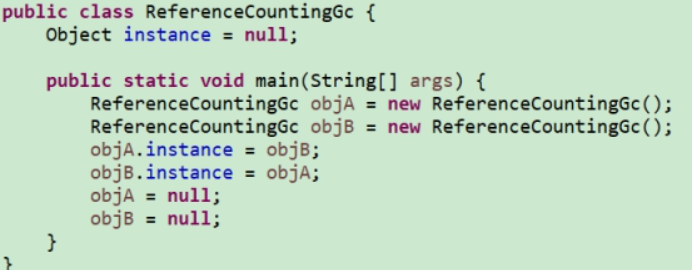 public class ReferenceCountingGc {
    Object instance = null;

    public static void main(String[] args) {
        ReferenceCountingGc objA = new ReferenceCountingGc();
        ReferenceCountingGc objB = new ReferenceCountingGc();
        objA.instance = objB;
        objB.instance = objA;
        objA = null;
        objB = null;
    }
}